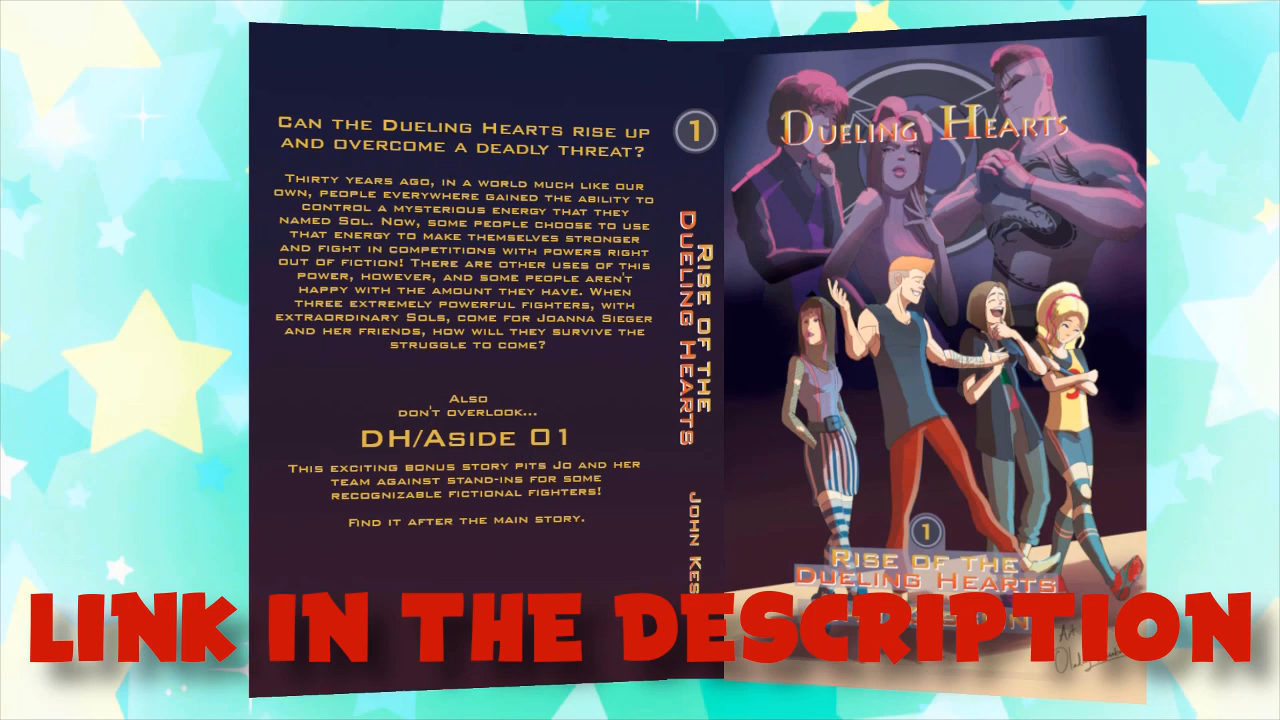 Can the Dueling Hearts rise up
and overcome a deadly threat?
Thirty years ago, in a world much like our
own, people everywhere gained the ability to
control a mysterious energy that they
named Sol. Now, some people choose to use
that energy to make themselves stronger
and fight in competitions with powers right
out of fiction! There are other uses of this
power, however, and some people aren't
happy with the amount they have. When
three extremely powerful fighters, with
extraordinary Sols, come for Joanna Sieger
and her friends, how will they survive the
struggle to come?
Also
don't overlook...
DH/Aside 01
This exciting bonus story pits Jo and her
team against stand-ins for some
recognizable fictional fighters!
Find it after the main story.
1
Rise of the
Dueling Hearts
John Kes
Dueling Hearts
1
Rise of the
Dueling Hearts
LINK IN THE DESCRIPTION